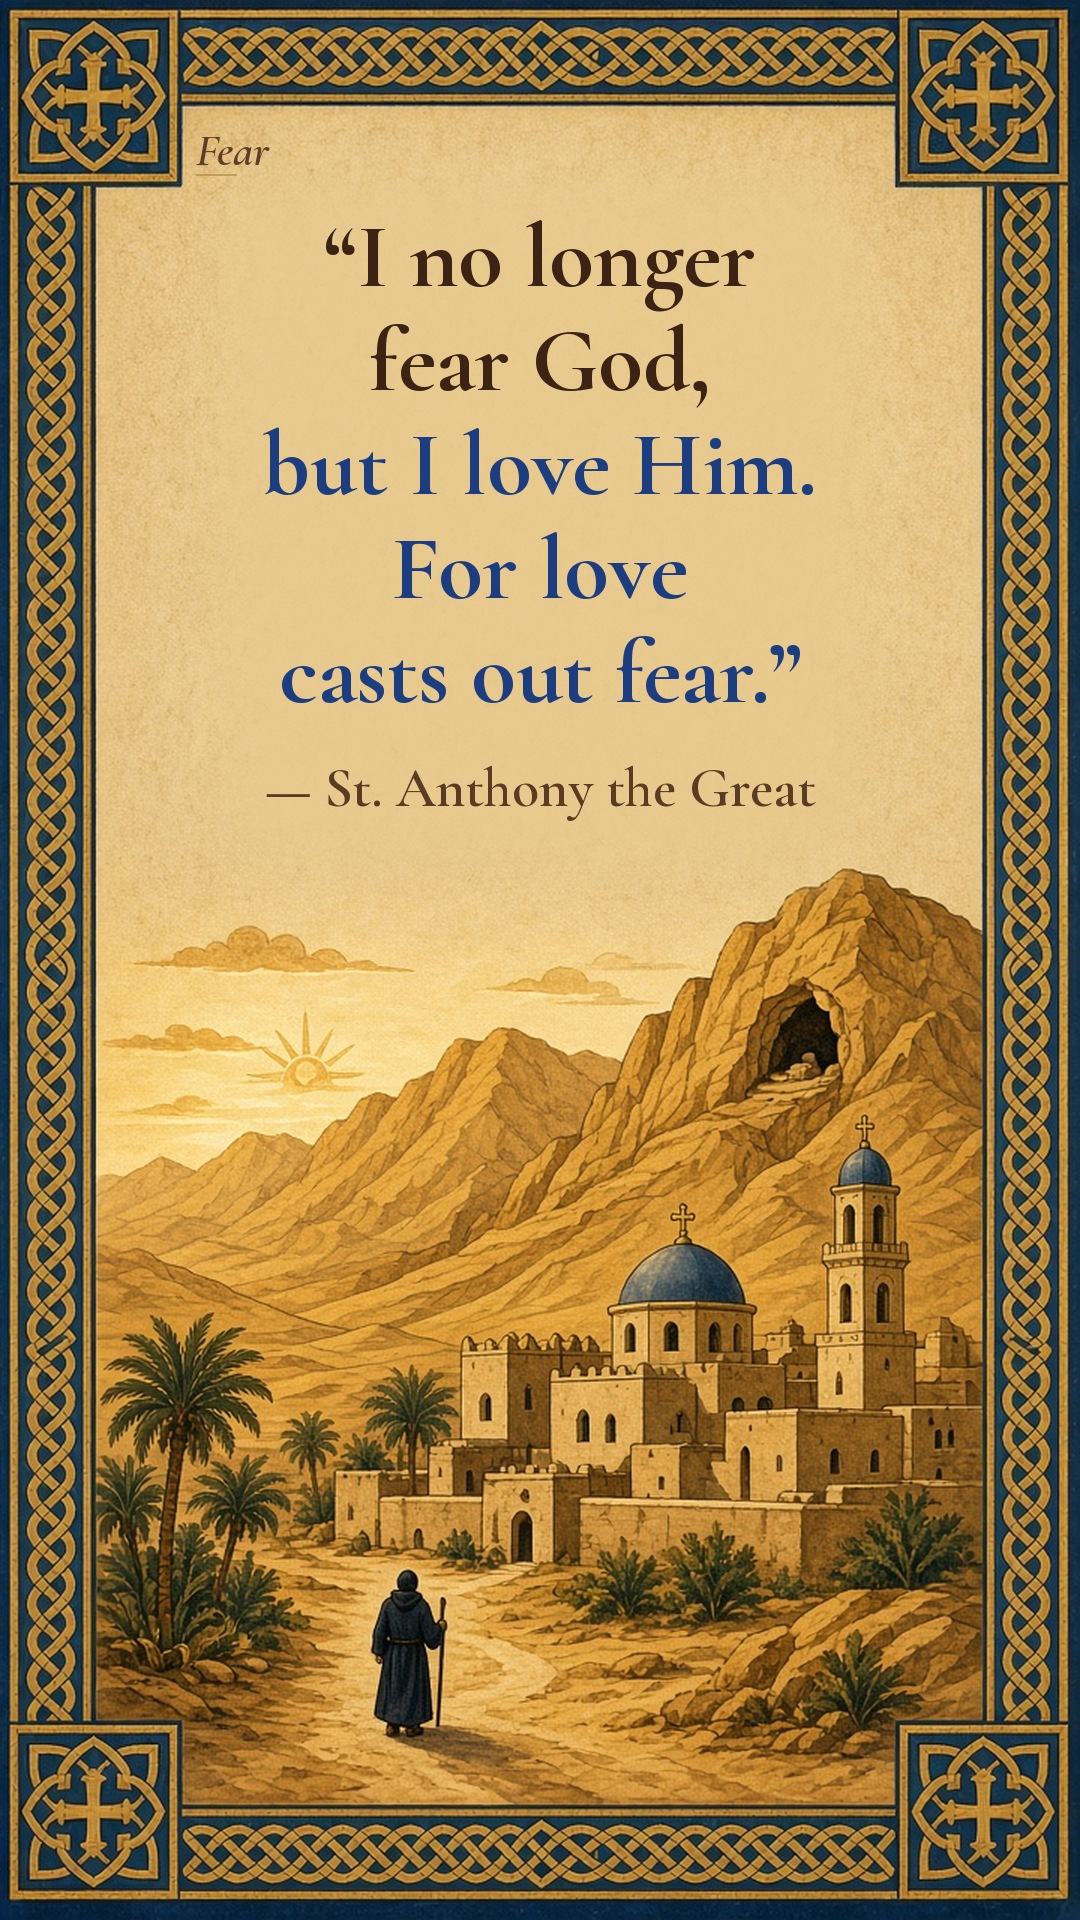 Fear
“I no longer
fear God,
but I love Him.
For love
casts out fear.”
— St. Anthony the Great